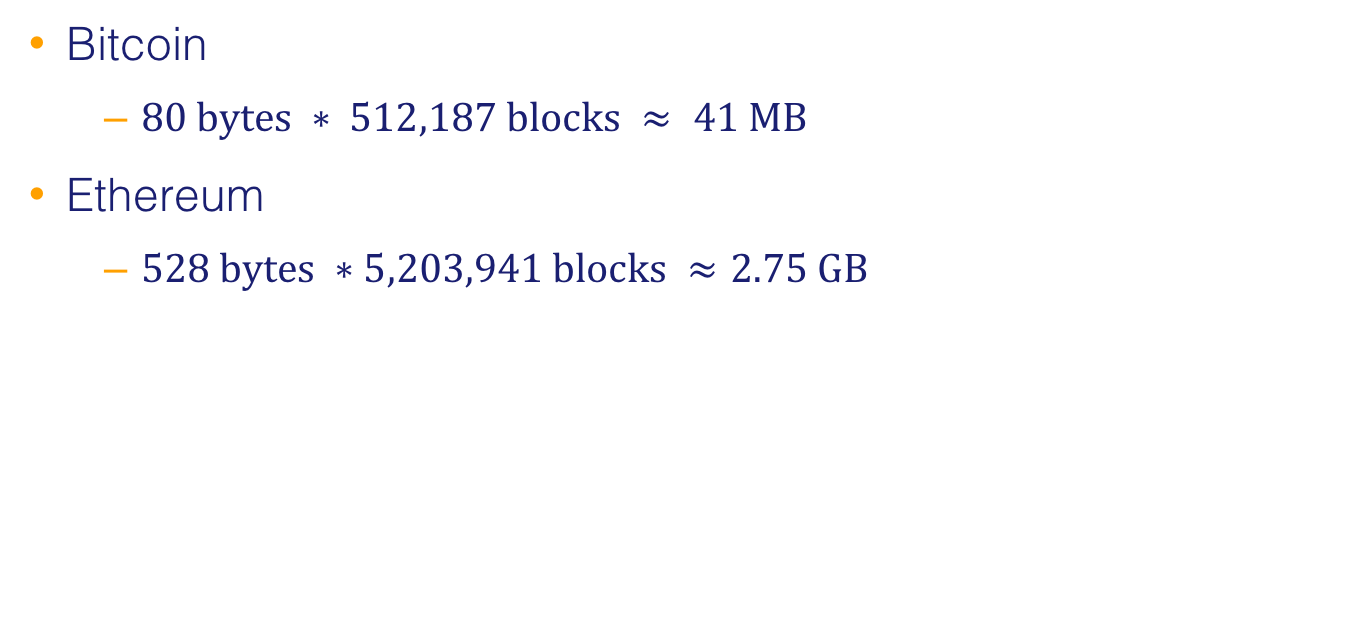 • Bitcoin
– 80 bytes ∗ 512,187 blocks ≈ 41 MB
• Ethereum
– 528 bytes ∗ 5,203,941 blocks ≈ 2.75 GB